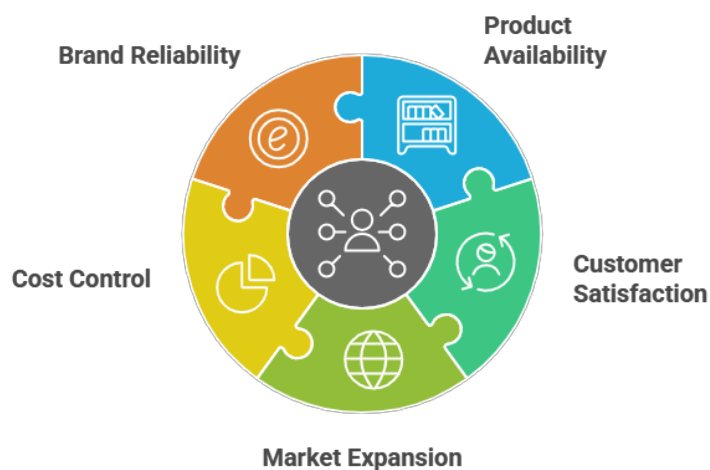 Product
Availability
Brand Reliability
Customer
Satisfaction
Cost Control
Market Expansion
e